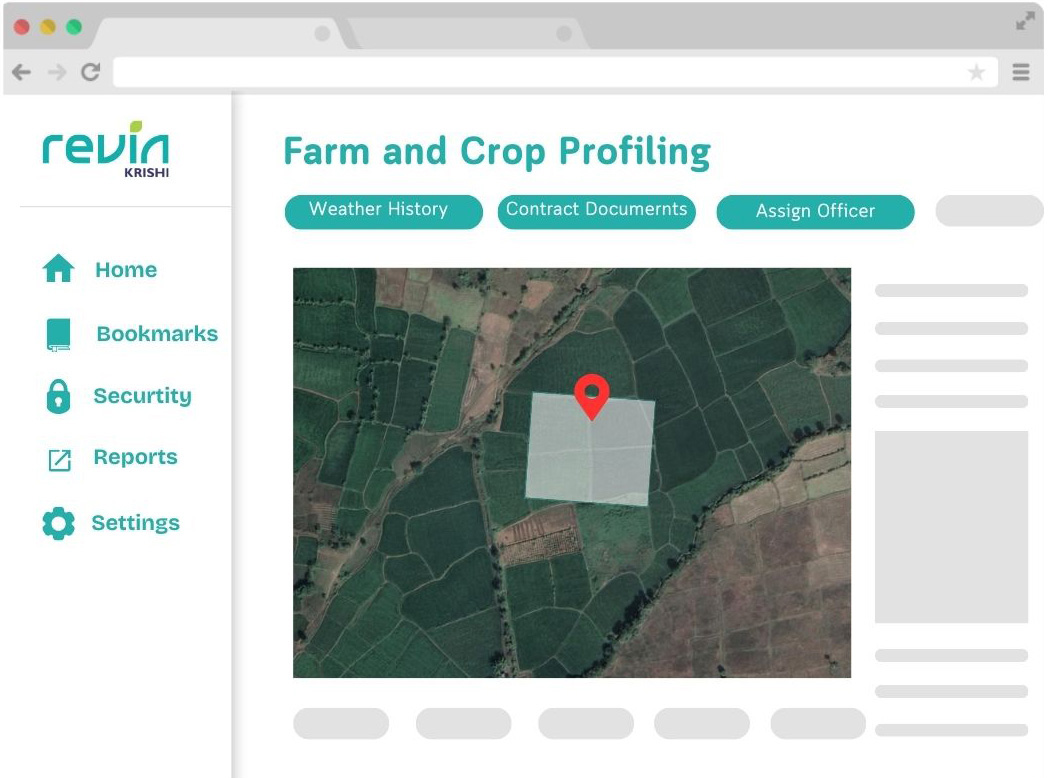 revin
KRISHI
Home
Bookmarks
Securtity
Reports
Settings
Farm and Crop Profiling
Weather History
Contract Documernts
Assign Officer